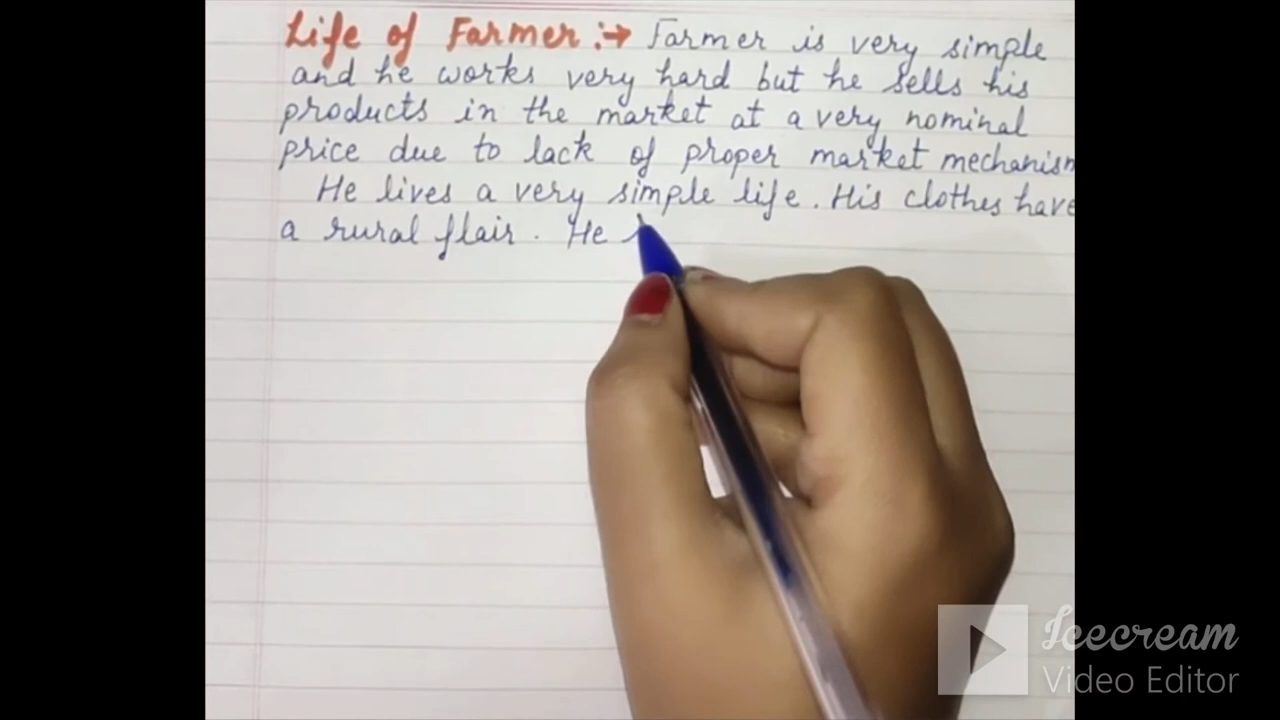 Life of Farmer :→ Farmer is very simple
and he works very hard but he sells his
products in the market at a very nominal
price due to lack of proper market mechanism
He lives a very simple life. His clothes have
a rural flair. He
Icecream
Video Editor